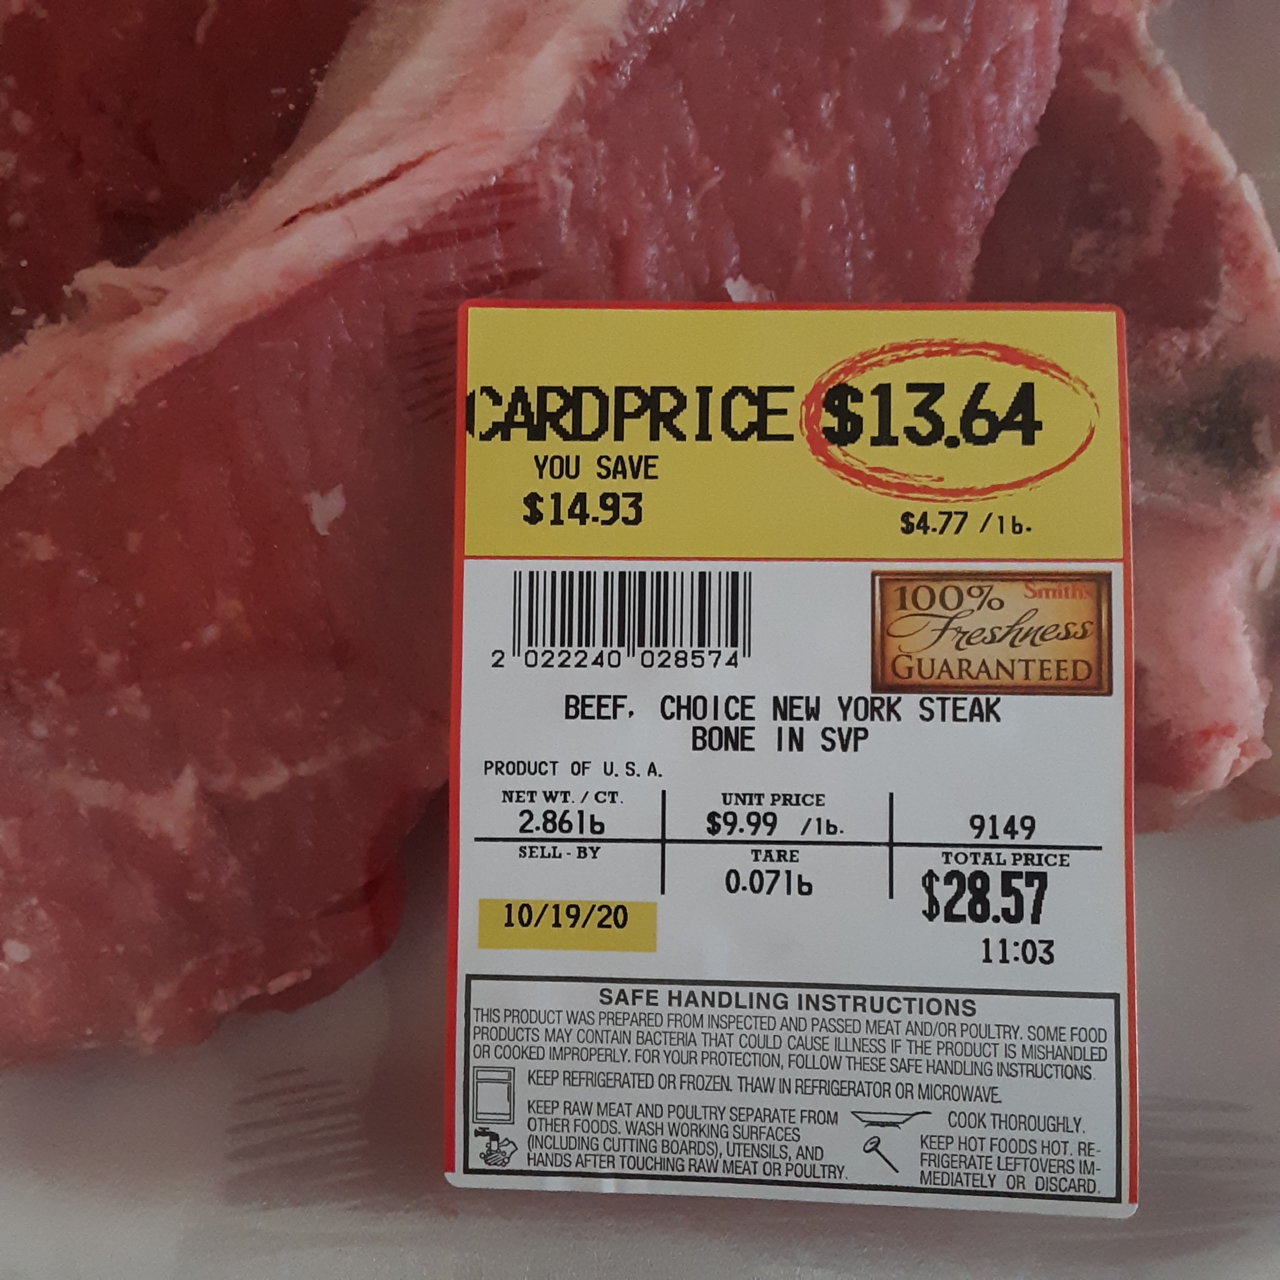 CARDPRICE $13.64
YOU SAVE
$14.93
$4.77 /lb.
2 022240 028574
100% Smith's
Freshness
GUARANTEED
BEEF, CHOICE NEW YORK STEAK
BONE IN SVP
PRODUCT OF U.S.A.
NET WT. / CT.
2.86lb
UNIT PRICE
$9.99 /lb.
9149
SELL-BY
10/19/20
TARE
0.07lb
TOTAL PRICE
$28.57
11:03
SAFE HANDLING INSTRUCTIONS
THIS PRODUCT WAS PREPARED FROM INSPECTED AND PASSED MEAT AND/OR POULTRY. SOME FOOD
PRODUCTS MAY CONTAIN BACTERIA THAT COULD CAUSE ILLNESS IF THE PRODUCT IS MISHANDLED
OR COOKED IMPROPERLY. FOR YOUR PROTECTION, FOLLOW THESE SAFE HANDLING INSTRUCTIONS.
KEEP REFRIGERATED OR FROZEN. THAW IN REFRIGERATOR OR MICROWAVE.
KEEP RAW MEAT AND POULTRY SEPARATE FROM
OTHER FOODS. WASH WORKING SURFACES
(INCLUDING CUTTING BOARDS), UTENSILS, AND
HANDS AFTER TOUCHING RAW MEAT OR POULTRY.
COOK THOROUGHLY.
KEEP HOT FOODS HOT. RE-
FRIGERATE LEFTOVERS IM-
MEDIATELY OR DISCARD.